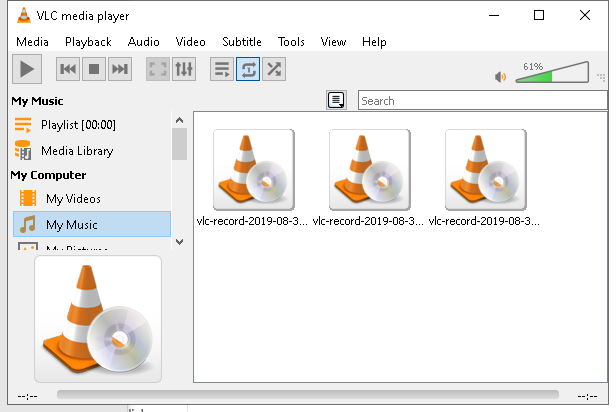 VLC media player
Media Playback Audio Video Subtitle Tools View Help
61%
My Music
Search
Playlist [00:00]
Media Library
My Computer
My Videos
My Music
vlc-record-2019-08-3... vlc-record-2019-08-3... vlc-record-2019-08-3...
My Pictures
--:-- --:--